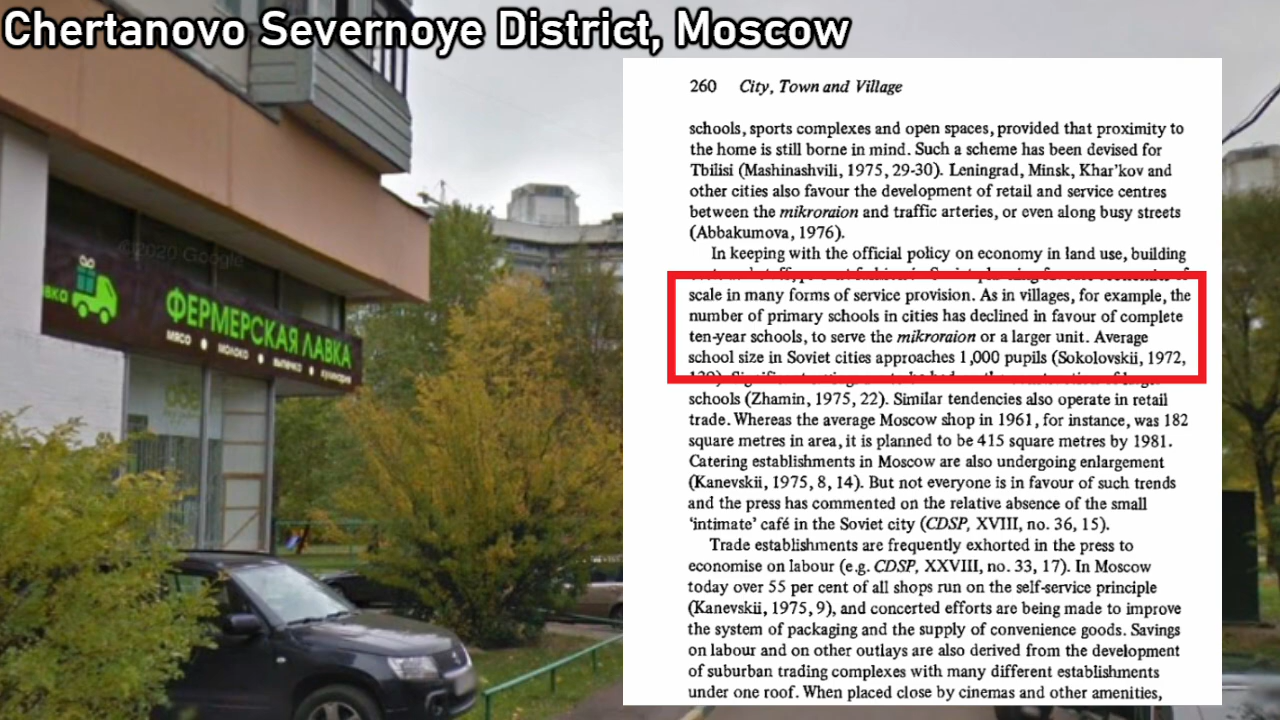 Chertanovo Severnoye District, Moscow
©2020 Google
вко
ФЕРМЕРСКАЯ ЛАВКА
МЯСО МОЛОКО ВЫПЕЧКА КУЛИНАРИЯ
260 City, Town and Village
schools, sports complexes and open spaces, provided that proximity to
the home is still borne in mind. Such a scheme has been devised for
Tbilisi (Mashinashvili, 1975, 29-30). Leningrad, Minsk, Khar'kov and
other cities also favour the development of retail and service centres
between the mikroraion and traffic arteries, or even along busy streets
(Abbakumova, 1976).
In keeping with the official policy on economy in land use, building
scale in many forms of service provision. As in villages, for example, the
number of primary schools in cities has declined in favour of complete
ten-year schools, to serve the mikroraion or a larger unit. Average
school size in Soviet cities approaches 1,000 pupils (Sokolovskii, 1972,
schools (Zhamin, 1975, 22). Similar tendencies also operate in retail
trade. Whereas the average Moscow shop in 1961, for instance, was 182
square metres in area, it is planned to be 415 square metres by 1981.
Catering establishments in Moscow are also undergoing enlargement
(Kanevskii, 1975, 8, 14). But not everyone is in favour of such trends
and the press has commented on the relative absence of the small
'intimate' café in the Soviet city (CDSP, XVIII, no. 36, 15).
Trade establishments are frequently exhorted in the press to
economise on labour (e.g. CDSP, XXVIII, no. 33, 17). In Moscow
today over 55 per cent of all shops run on the self-service principle
(Kanevskii, 1975, 9), and concerted efforts are being made to improve
the system of packaging and the supply of convenience goods. Savings
on labour and on other outlays are also derived from the development
of suburban trading complexes with many different establishments
under one roof. When placed close by cinemas and other amenities,